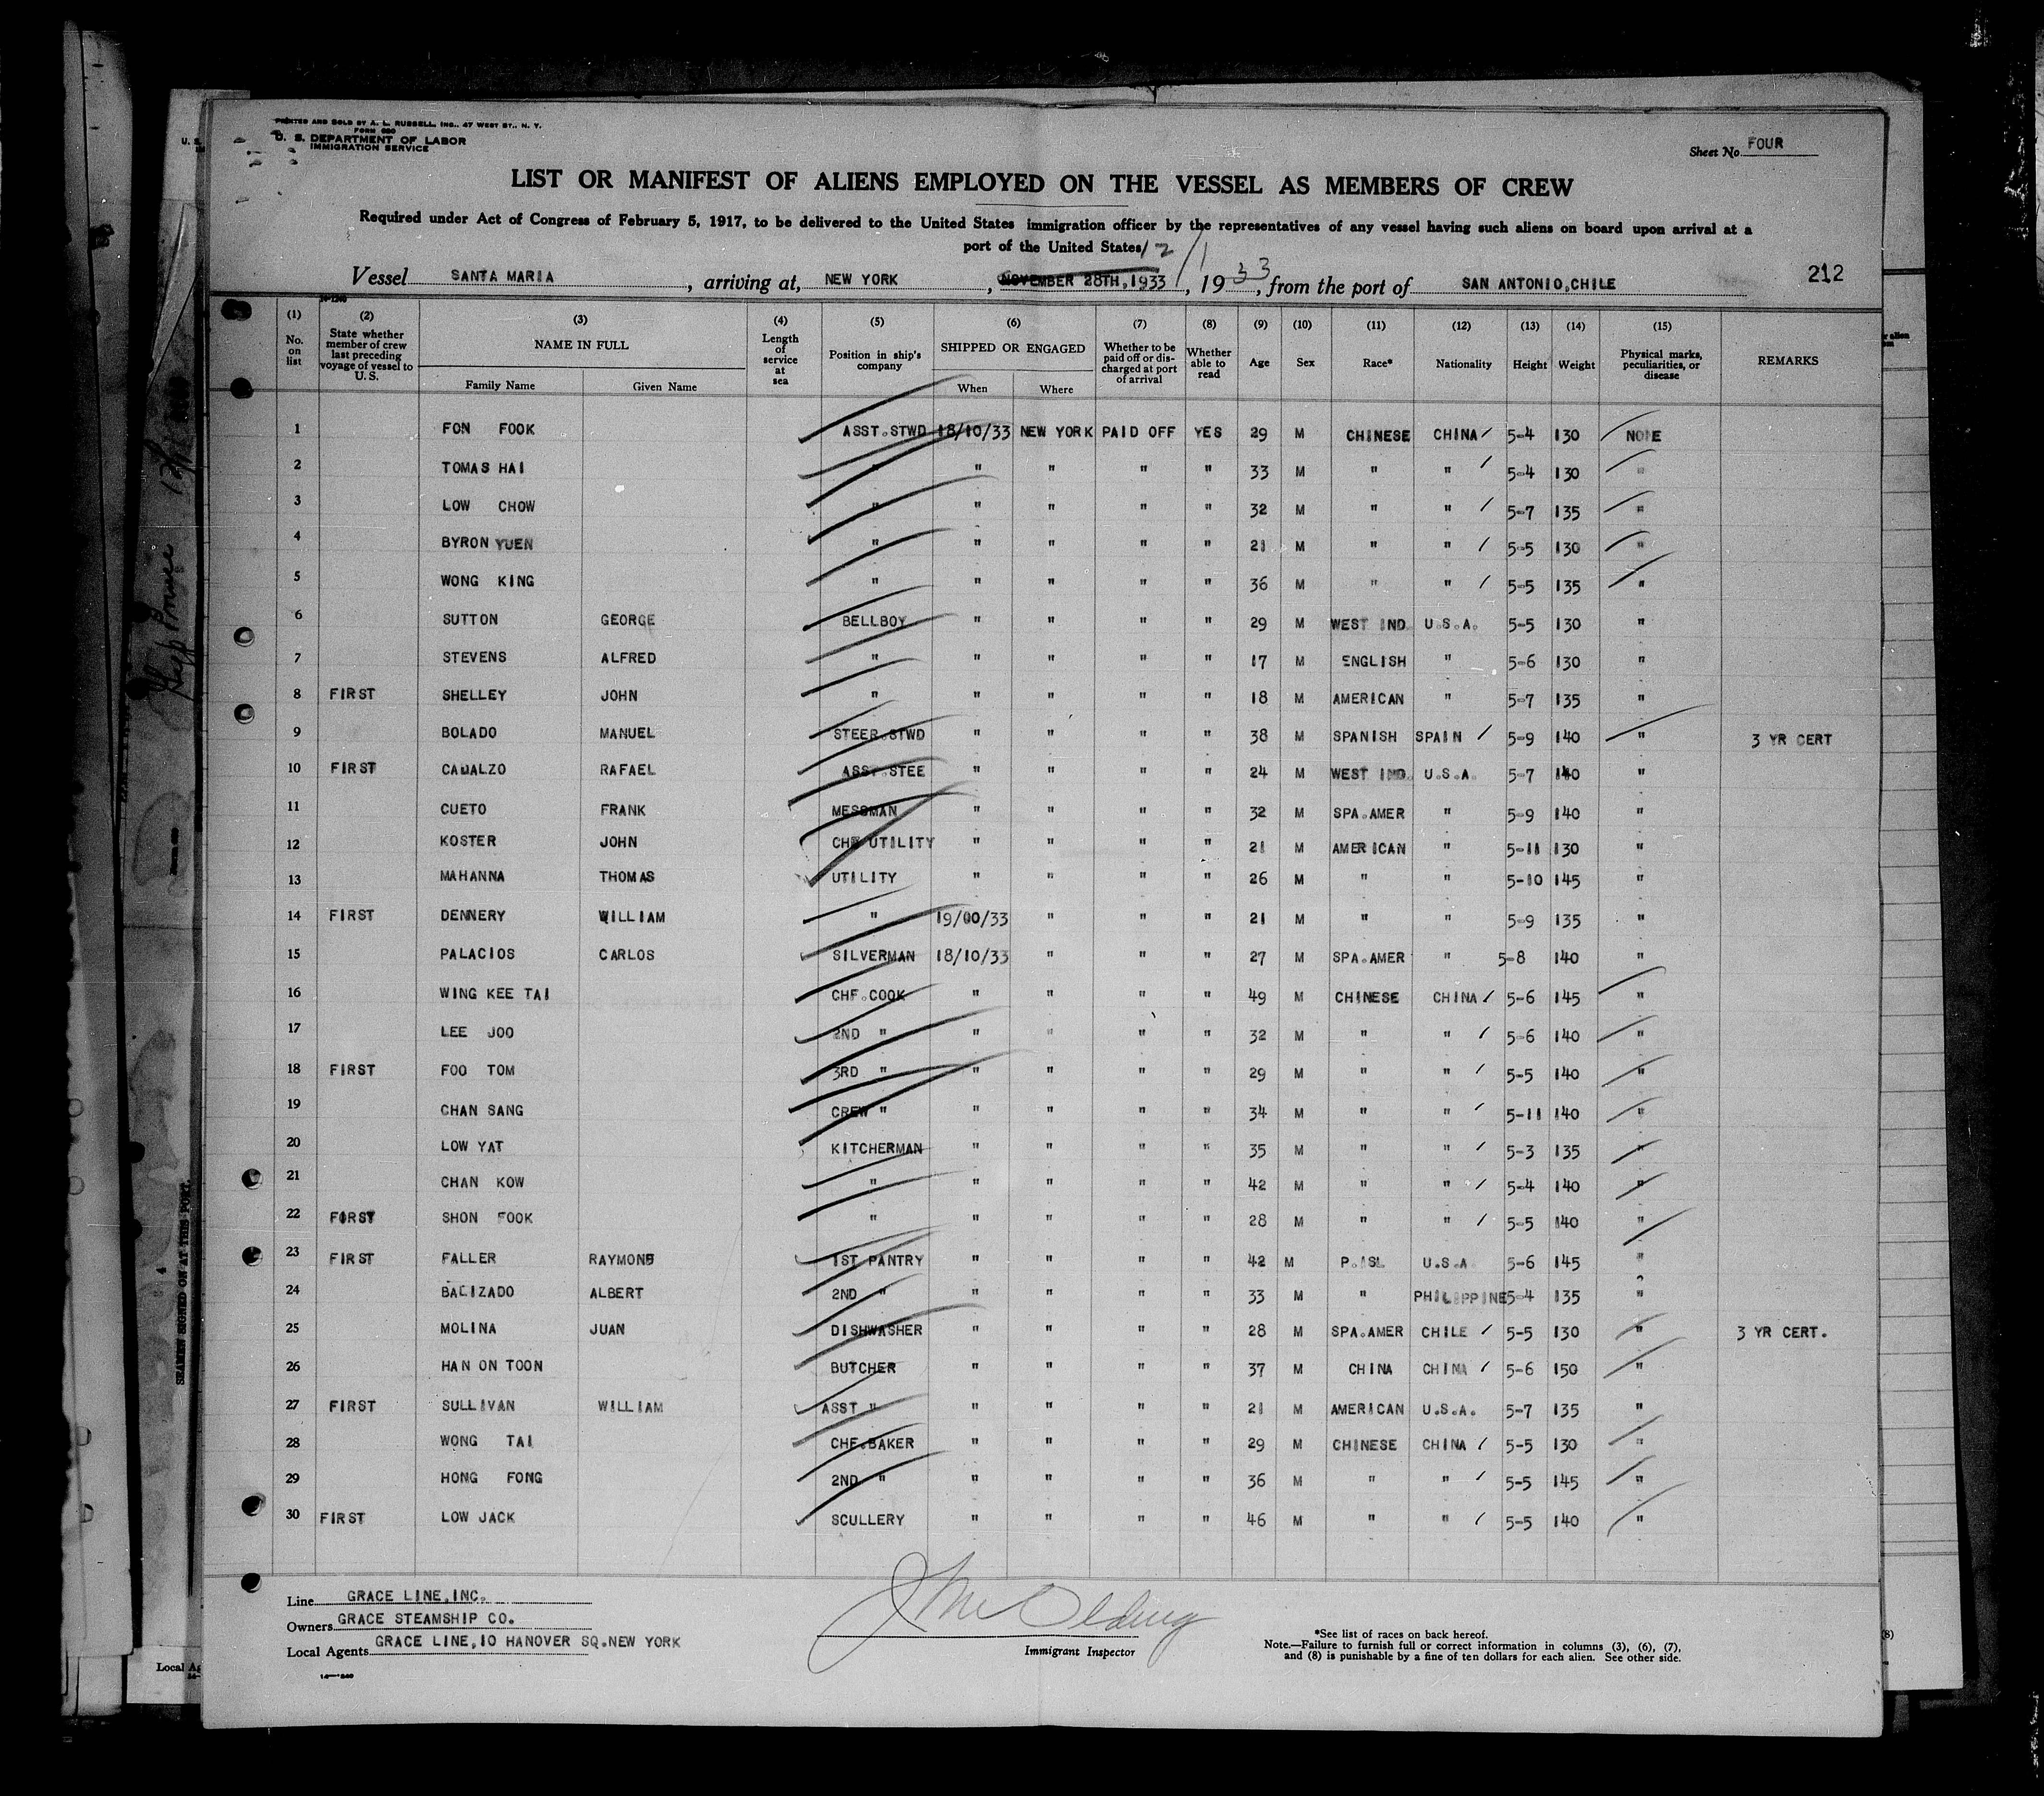 PRINTED AND SOLD BY A. L. RUSSELL, INC., 47 WEST ST., N. Y.
FORM 680
U. S. DEPARTMENT OF LABOR
IMMIGRATION SERVICE
Sheet No. FOUR
LIST OR MANIFEST OF ALIENS EMPLOYED ON THE VESSEL AS MEMBERS OF CREW
Required under Act of Congress of February 5, 1917, to be delivered to the United States immigration officer by the representatives of any vessel having such aliens on board upon arrival at a
port of the United States 12/1
Vessel SANTA MARIA, arriving at, NEW YORK, NOVEMBER 28TH, 1933, 1933, from the port of SAN ANTONIO, CHILE 212
(1) No. on list (2) State whether member of crew last preceding voyage of vessel to U. S. (3) NAME IN FULL Family Name Given Name (4) Length of service at sea (5) Position in ship's company (6) SHIPPED OR ENGAGED When Where (7) Whether to be paid off or discharged at port of arrival (8) Whether able to read (9) Age (10) Sex (11) Race* (12) Nationality (13) Height (14) Weight (15) Physical marks, peculiarities, or disease REMARKS
1 FON FOOK ASST. STWD 18/10/33 NEW YORK PAID OFF YES 29 M CHINESE CHINA 5-4 130 NONE
2 TOMAS HAI " " " " " 33 M " " 5-4 130 "
3 LOW CHOW " " " " " 32 M " " 5-7 135 "
4 BYRON YUEN " " " " " 21 M " " 5-5 130 "
5 WONG KING " " " " " 36 M " " 5-5 135 "
6 SUTTON GEORGE BELLBOY " " " " 29 M WEST IND. U.S.A. 5-5 130 "
7 STEVENS ALFRED " " " " " 17 M ENGLISH " 5-6 130 "
8 FIRST SHELLEY JOHN " " " " " 18 M AMERICAN " 5-7 135 "
9 BOLADO MANUEL STEER.STWD " " " " 38 M SPANISH SPAIN 5-9 140 " 3 YR CERT
10 FIRST CADALZO RAFAEL ASST.STEE " " " " 24 M WEST IND. U.S.A. 5-7 140 "
11 CUETO FRANK MESSMAN " " " " 32 M SPA.AMER " 5-9 140 "
12 KOSTER JOHN CHF UTILITY " " " " 21 M AMERICAN " 5-11 130 "
13 MAHANNA THOMAS UTILITY " " " " 26 M " " 5-10 145 "
14 FIRST DENNERY WILLIAM " 19/00/33 " " " 21 M " " 5-9 135 "
15 PALACIOS CARLOS SILVERMAN 18/10/33 " " " 27 M SPA.AMER " 5-8 140 "
16 WING KEE TAI CHF.COOK " " " " 49 M CHINESE CHINA 5-6 145 "
17 LEE JOO 2ND " " " " " 32 M " " 5-6 140 "
18 FIRST FOO TOM 3RD " " " " " 29 M " " 5-5 140 "
19 CHAN SANG CREW " " " " " 34 M " " 5-11 140 "
20 LOW YAT KITCHERMAN " " " " 35 M " " 5-3 135 "
21 CHAN KOW " " " " " 42 M " " 5-4 140 "
22 FIRST SHON FOOK " " " " " 28 M " " 5-5 140 "
23 FIRST FALLER RAYMOND 1ST PANTRY " " " " 42 M P.ISL U.S.A 5-6 145 "
24 BALIZADO ALBERT 2ND " " " " " 33 M " PHILIPPINE 5-4 135 "
25 MOLINA JUAN DISHWASHER " " " " 28 M SPA.AMER CHILE 5-5 130 " 3 YR CERT.
26 HAN ON TOON BUTCHER " " " " 37 M CHINA CHINA 5-6 150 "
27 FIRST SULLIVAN WILLIAM ASST " " " " " 21 M AMERICAN U.S.A. 5-7 135 "
28 WONG TAI CHF.BAKER " " " " 29 M CHINESE CHINA 5-5 130 "
29 HONG FONG 2ND " " " " " 36 M " " 5-5 145 "
30 FIRST LOW JACK SCULLERY " " " " 46 M " " 5-5 140 "
Line GRACE LINE, INC.
Owners GRACE STEAMSHIP CO.
Local Agents GRACE LINE, 10 HANOVER SQ. NEW YORK
Immigrant Inspector
*See list of races on back hereof.
Note.—Failure to furnish full or correct information in columns (3), (6), (7),
and (8) is punishable by a fine of ten dollars for each alien. See other side.
SEAMEN SIGNED ON AT THIS PORT.